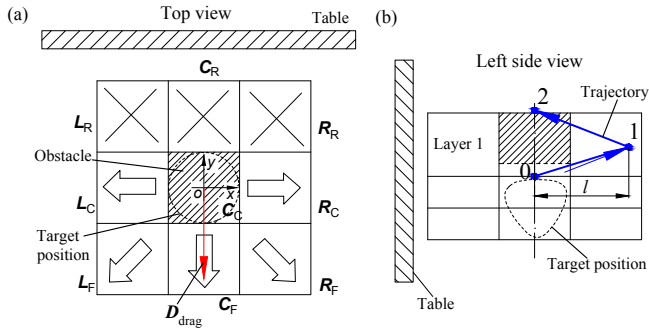 (a)
Top view
Table
C_R
L_R
R_R
Obstacle
y
o
x
L_C
C_C
R_C
Target
position
L_F
R_F
D_drag
C_F
(b)
Left side view
2
Trajectory
Layer 1
1
0
l
Target position
Table